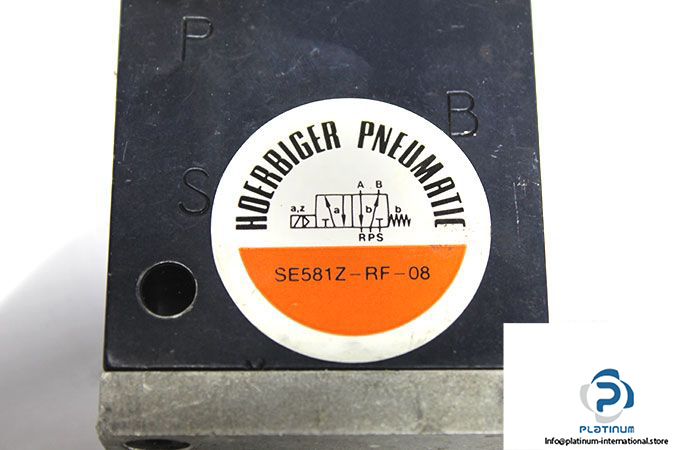 P
B
S
HOERBIGER PNEUMATIC
A B
a,z a b b
R P S
SE581Z-RF-08
PLATINUM
Info@platinum-international.store